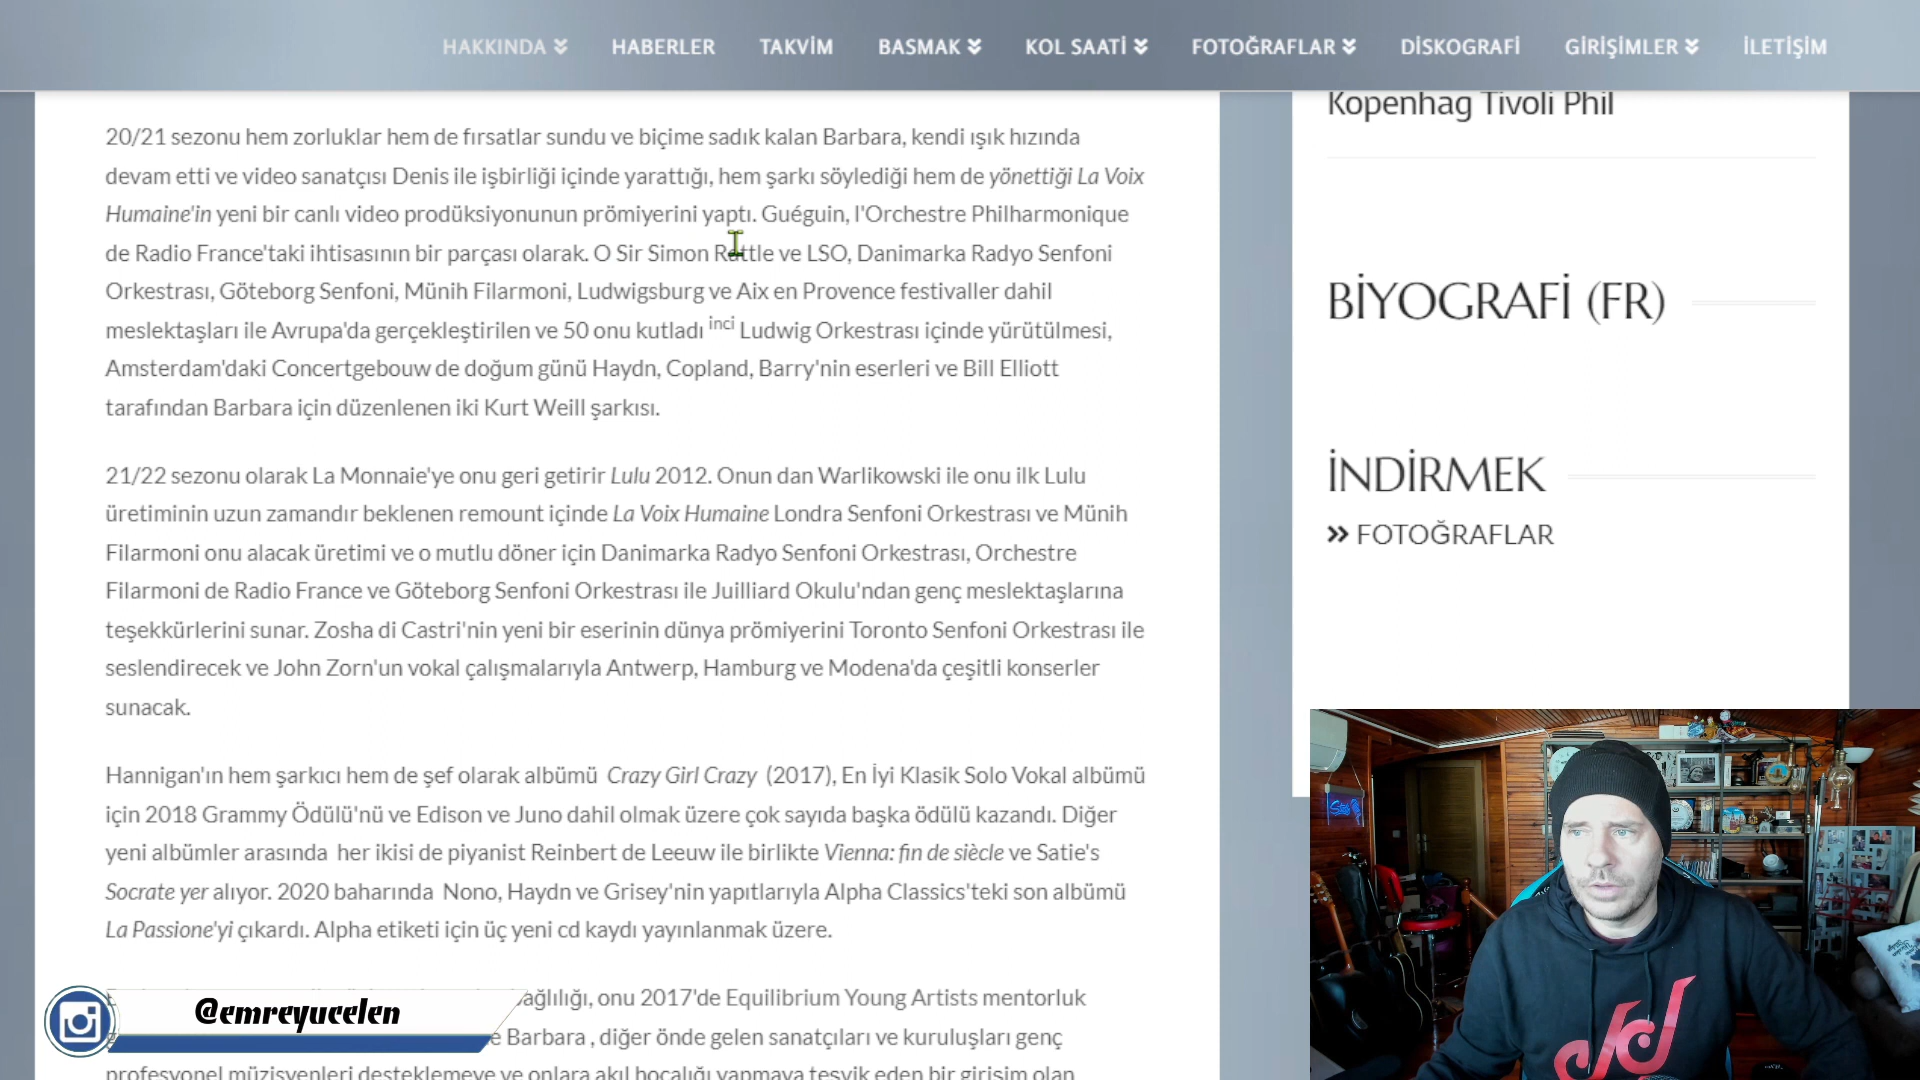 HAKKINDA
HABERLER
TAKVİM
BASMAK
KOL SAATİ
FOTOĞRAFLAR
DİSKOGRAFİ
GİRİŞİMLER
İLETİŞİM
20/21 sezonu hem zorluklar hem de fırsatlar sundu ve biçime sadık kalan Barbara, kendi ışık hızında
devam etti ve video sanatçısı Denis ile işbirliği içinde yarattığı, hem şarkı söylediği hem de yönettiği La Voix
Humaine'in yeni bir canlı video prodüksiyonunun prömiyerini yaptı. Guéguin, l'Orchestre Philharmonique
de Radio France'taki ihtisasının bir parçası olarak. O Sir Simon Rattle ve LSO, Danimarka Radyo Senfoni
Orkestrası, Göteborg Senfoni, Münih Filarmoni, Ludwigsburg ve Aix en Provence festivaller dahil
meslektaşları ile Avrupa'da gerçekleştirilen ve 50 onu kutladı inci Ludwig Orkestrası içinde yürütülmesi,
Amsterdam'daki Concertgebouw de doğum günü Haydn, Copland, Barry'nin eserleri ve Bill Elliott
tarafından Barbara için düzenlenen iki Kurt Weill şarkısı.
21/22 sezonu olarak La Monnaie'ye onu geri getirir Lulu 2012. Onun dan Warlikowski ile onu ilk Lulu
üretiminin uzun zamandır beklenen remount içinde La Voix Humaine Londra Senfoni Orkestrası ve Münih
Filarmoni onu alacak üretimi ve o mutlu döner için Danimarka Radyo Senfoni Orkestrası, Orchestre
Filarmoni de Radio France ve Göteborg Senfoni Orkestrası ile Juilliard Okulu'ndan genç meslektaşlarına
teşekkürlerini sunar. Zosha di Castri'nin yeni bir eserinin dünya prömiyerini Toronto Senfoni Orkestrası ile
seslendirecek ve John Zorn'un vokal çalışmalarıyla Antwerp, Hamburg ve Modena'da çeşitli konserler
sunacak.
Hannigan'ın hem şarkıcı hem de şef olarak albümü Crazy Girl Crazy (2017), En İyi Klasik Solo Vokal albümü
için 2018 Grammy Ödülü'nü ve Edison ve Juno dahil olmak üzere çok sayıda başka ödülü kazandı. Diğer
yeni albümler arasında her ikisi de piyanist Reinbert de Leeuw ile birlikte Vienna: fin de siècle ve Satie's
Socrate yer alıyor. 2020 baharında Nono, Haydn ve Grisey'nin yapıtlarıyla Alpha Classics'teki son albümü
La Passione'yi çıkardı. Alpha etiketi için üç yeni cd kaydı yayınlanmak üzere.
onu 2017'de Equilibrium Young Artists mentorluk
Barbara , diğer önde gelen sanatçıları ve kuruluşları genç
profesyonel müzisyenleri desteklemeye ve onlara akıl hocalığı yapmaya teşvik eden bir girişim olan
Kopenhag Tivoli Phil
BİYOGRAFİ (FR)
İNDİRMEK
FOTOĞRAFLAR
@emreyucelen